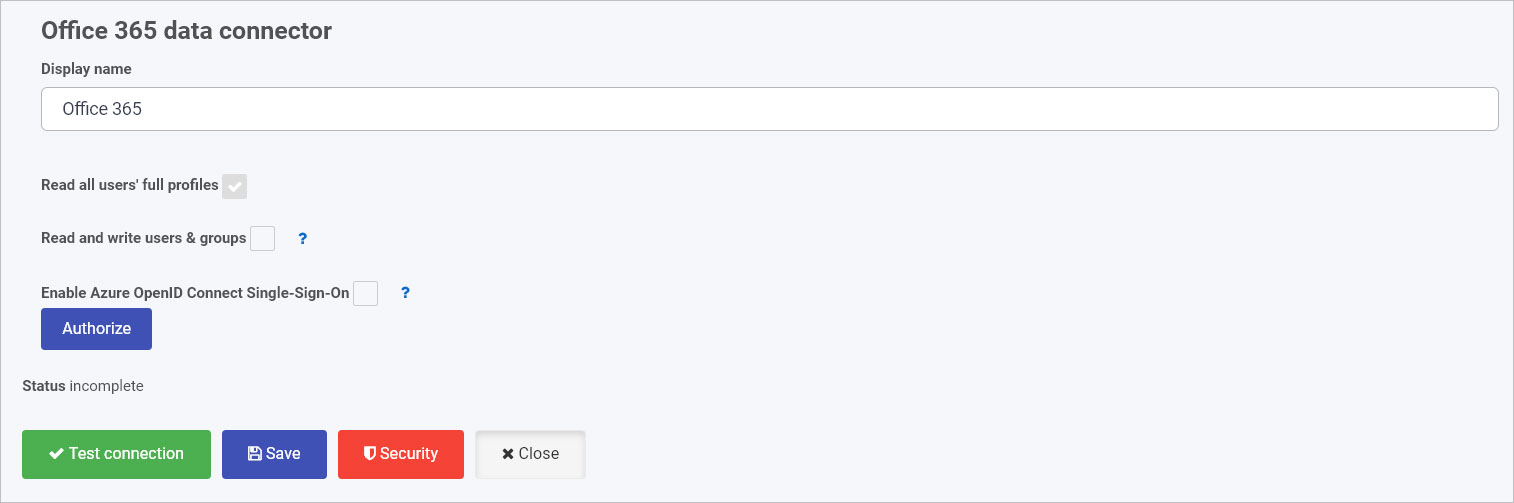 Office 365 data connector
Display name
Office 365
Read all users' full profiles
Read and write users & groups ?
Enable Azure OpenID Connect Single-Sign-On ?
Authorize
Status incomplete
Test connection Save Security Close